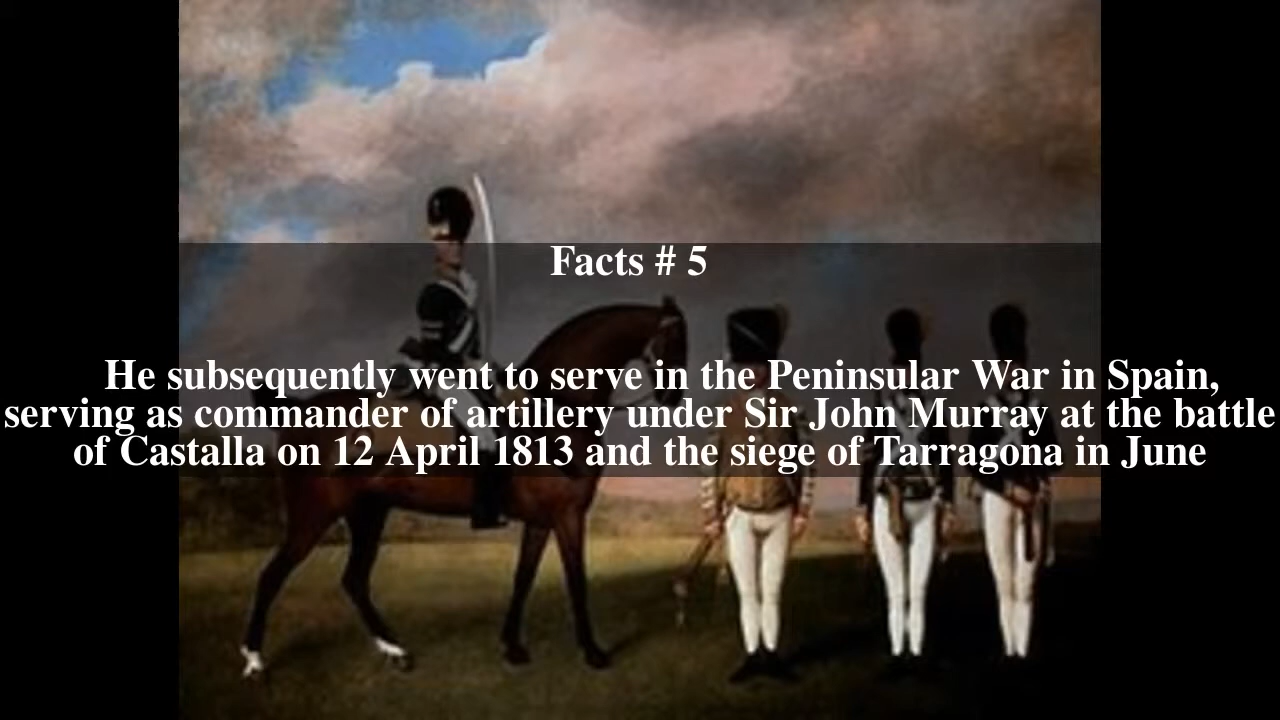 Facts # 5
He subsequently went to serve in the Peninsular War in Spain,
serving as commander of artillery under Sir John Murray at the battle
of Castalla on 12 April 1813 and the siege of Tarragona in June